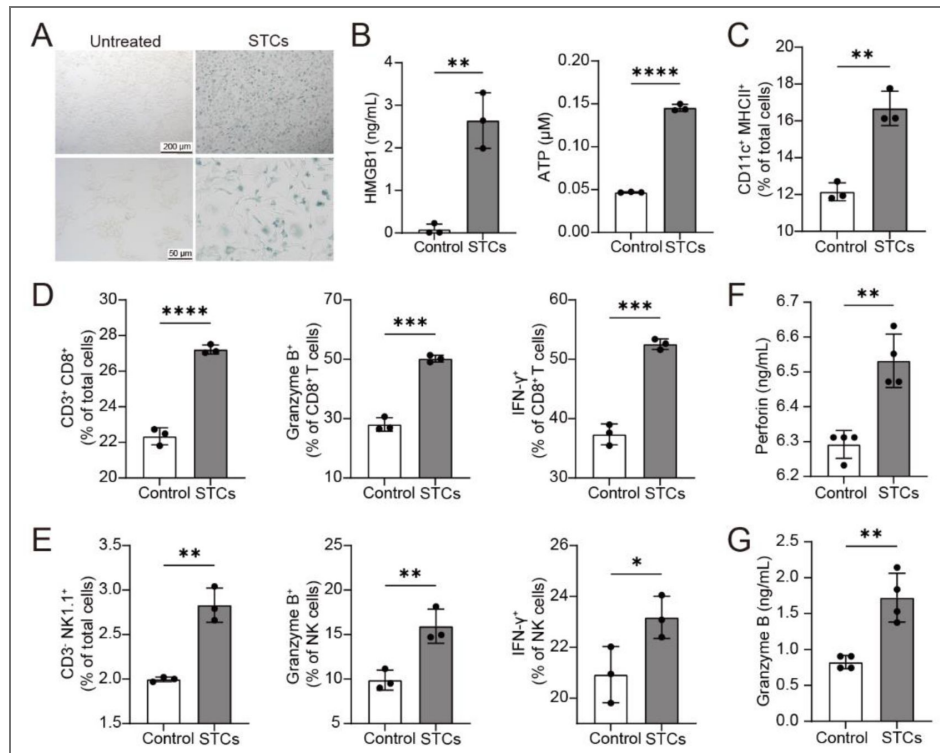 A
Untreated
STCs
200 μm
50 μm
B
HMGB1 (ng/mL)
4
3
2
1
0
**
Control STCs
ATP (μM)
0.20
0.15
0.10
0.05
0.00
****
Control STCs
C
CD11c⁺ MHCII⁺
(% of total cells)
18
16
14
12
10
**
Control STCs
D
CD3⁺ CD8⁺
(% of total cells)
30
28
26
24
22
20
****
Control STCs
Granzyme B⁺
(% of CD8⁺ T
70
50
30
10
***
Control STCs
IFN-γ⁺
(% of CD8⁺ T
60
50
40
30
***
Control STCs
F
Perforin (ng/mL)
6.7
6.6
6.5
6.4
6.3
6.2
**
Control STCs
E
CD3⁻ NK1.1⁺
(% of total cells)
3.5
3.0
2.5
2.0
1.5
**
Control STCs
Granzyme B⁺
(% of NK cells)
25
20
15
10
5
**
Control STCs
IFN-γ⁺
(% of NK cells)
26
24
22
20
*
Control STCs
G
Granzyme B (ng/mL)
2.5
2.0
1.5
1.0
0.5
0.0
**
Control STCs